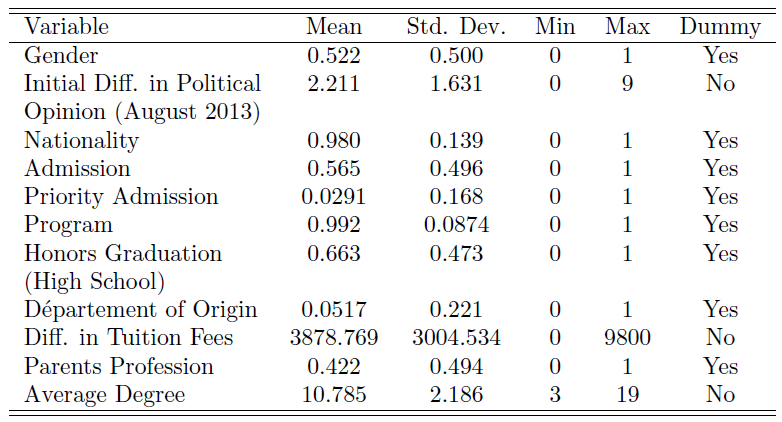 Variable Mean Std. Dev. Min Max Dummy
Gender 0.522 0.500 0 1 Yes
Initial Diff. in Political 2.211 1.631 0 9 No
Opinion (August 2013)
Nationality 0.980 0.139 0 1 Yes
Admission 0.565 0.496 0 1 Yes
Priority Admission 0.0291 0.168 0 1 Yes
Program 0.992 0.0874 0 1 Yes
Honors Graduation 0.663 0.473 0 1 Yes
(High School)
Département of Origin 0.0517 0.221 0 1 Yes
Diff. in Tuition Fees 3878.769 3004.534 0 9800 No
Parents Profession 0.422 0.494 0 1 Yes
Average Degree 10.785 2.186 3 19 No